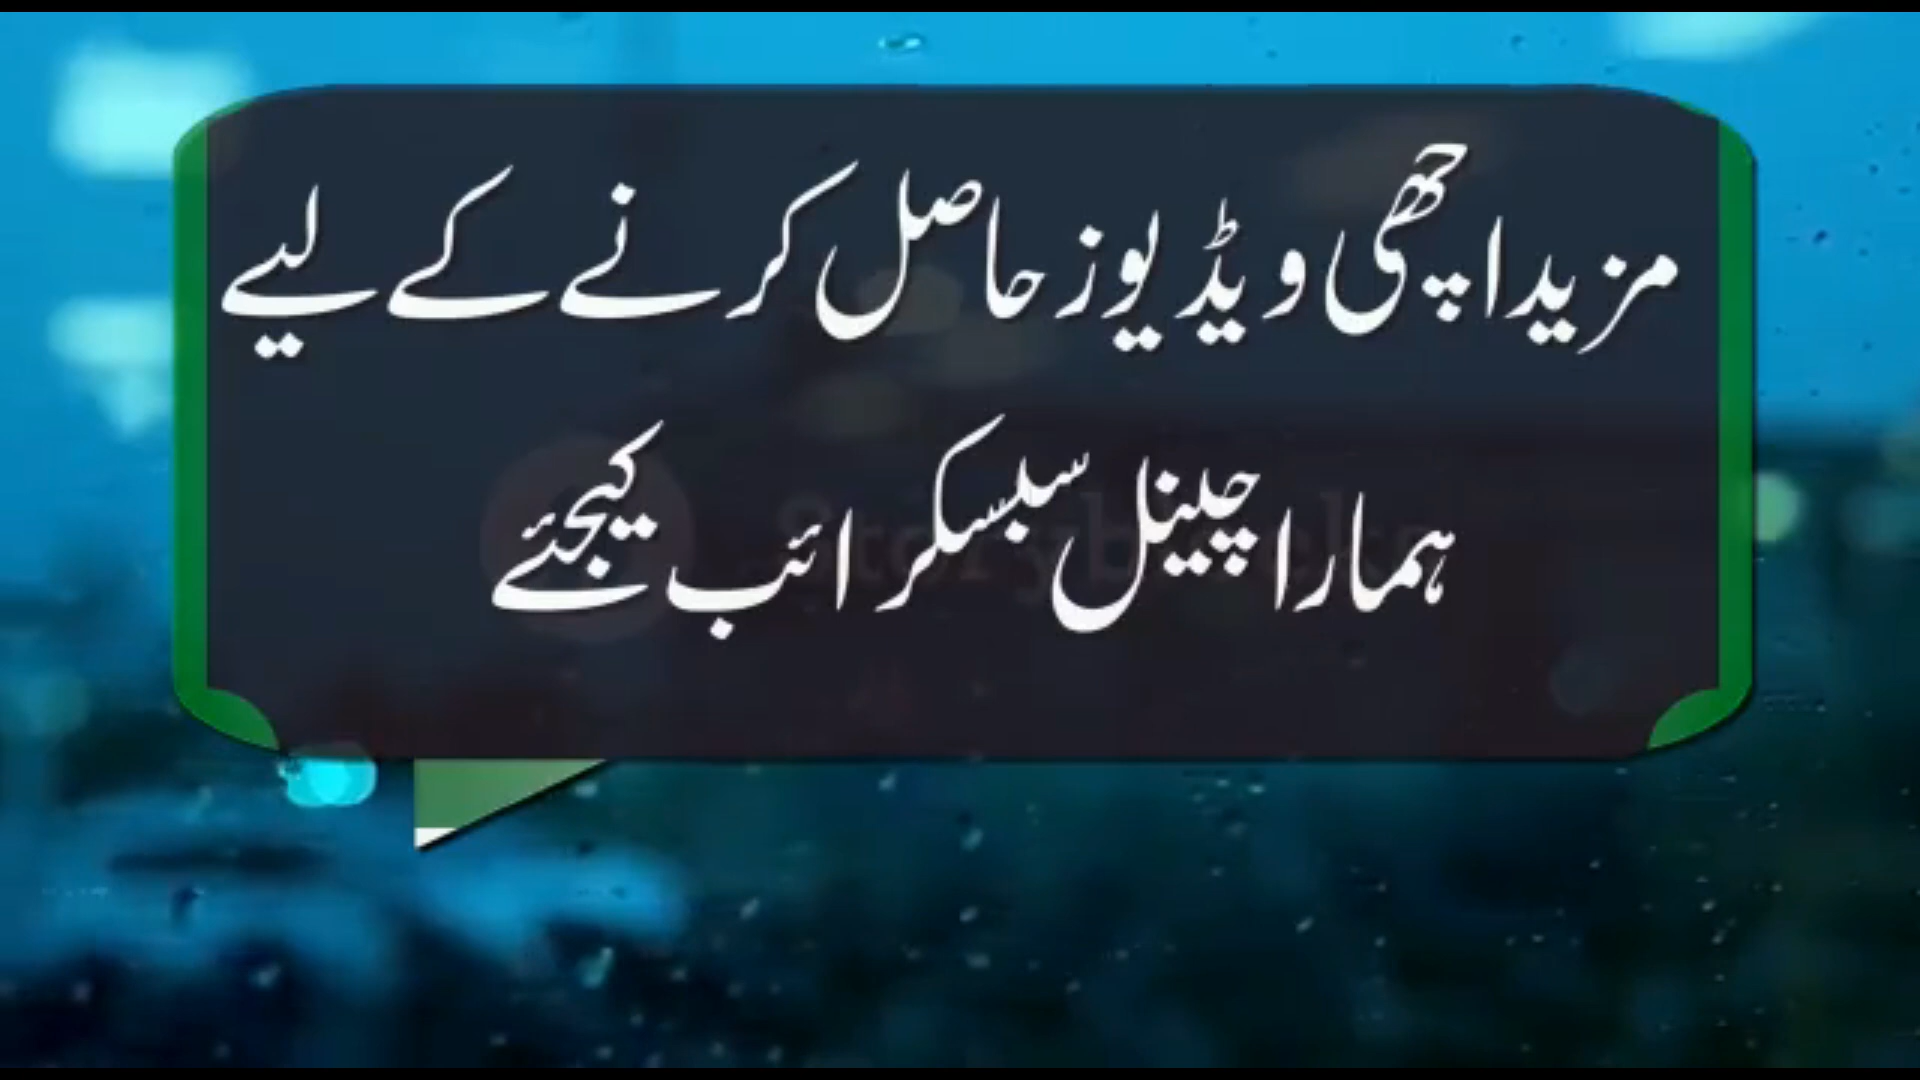 مزید اچھی ویڈیوز حاصل کرنے کے لیے
ہمارا چینل سبسکرائب کیجئے